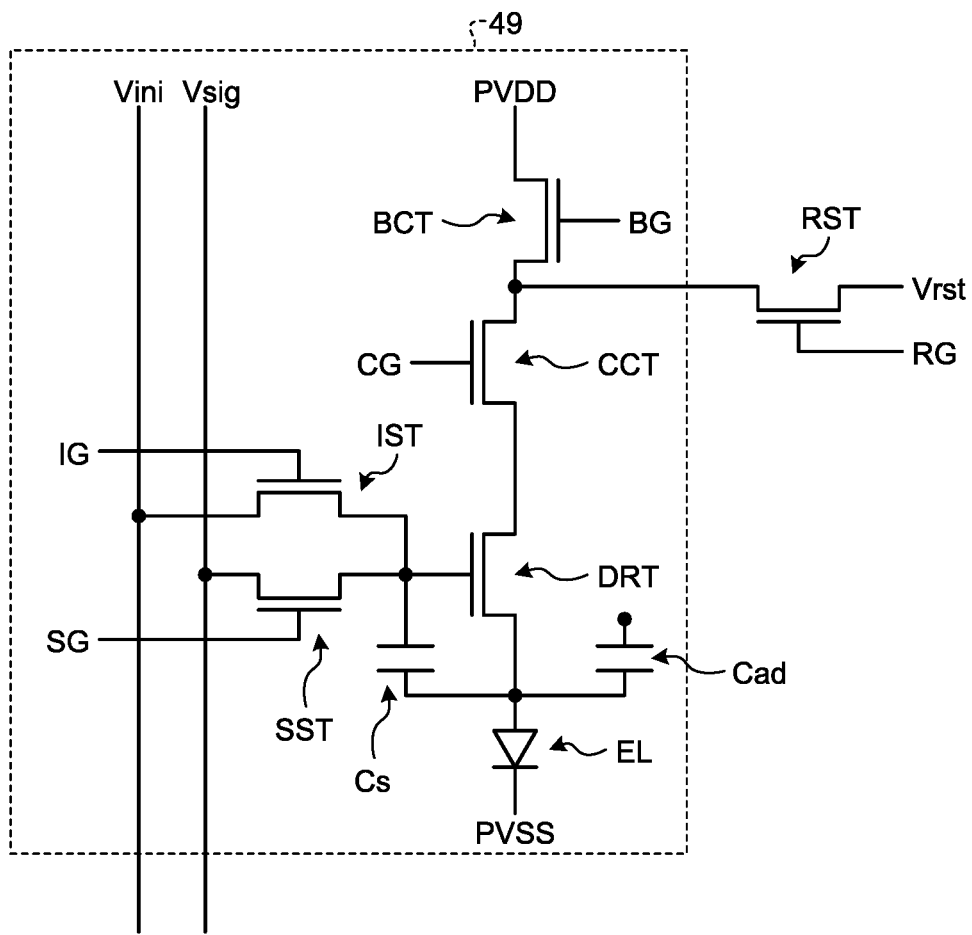 49
Vini
Vsig
PVDD
BCT
BG
RST
Vrst
CG
CCT
RG
IG
IST
DRT
SG
SST
Cs
Cad
EL
PVSS